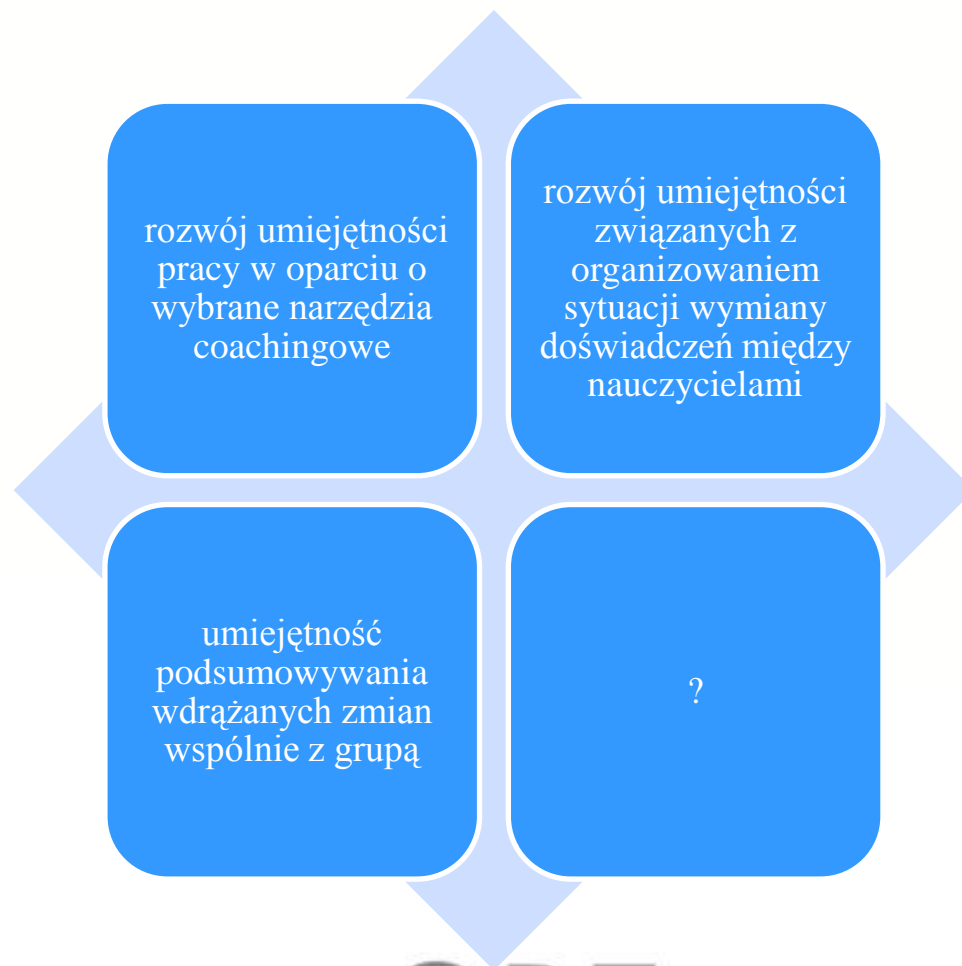 rozwój umiejętności
pracy w oparciu o
wybrane narzędzia
coachingowe
rozwój umiejętności
związanych z
organizowaniem
sytuacji wymiany
doświadczeń między
nauczycielami
umiejętność
podsumowywania
wdrążanych zmian
wspólnie z grupą
?